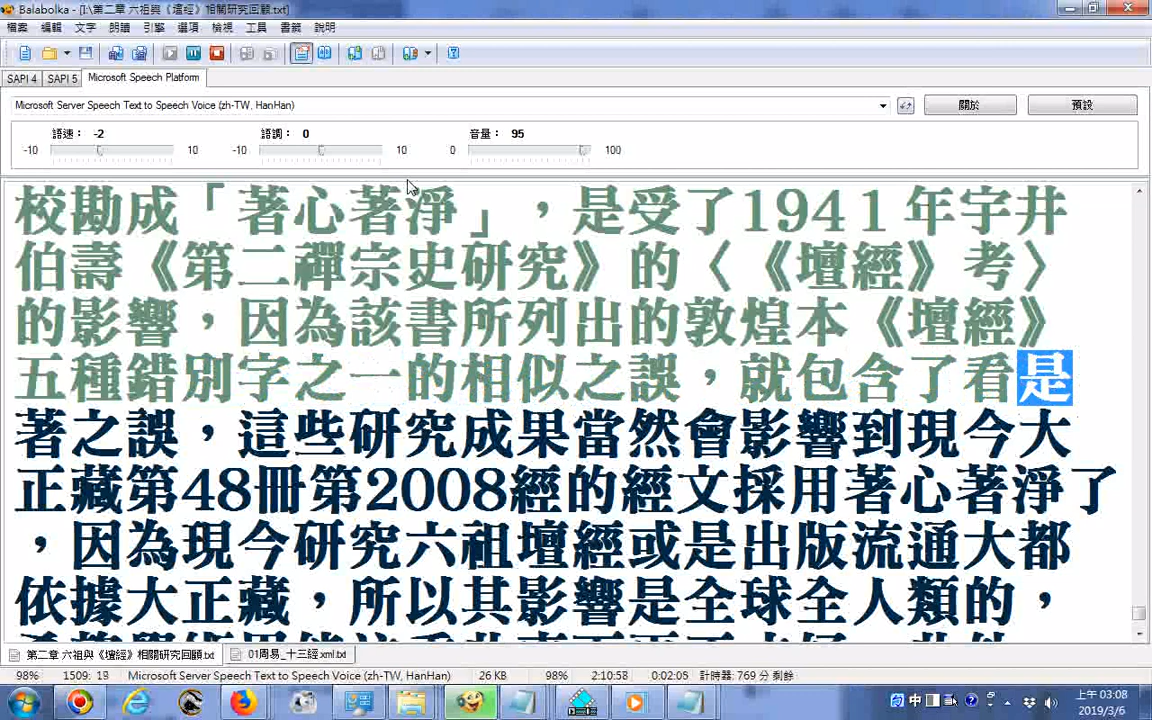 Balabolka - [I:\第二章 六祖與《壇經》相關研究回顧.txt]
檔案 編輯 文字 朗讀 引擎 選項 檢視 工具 書籤 說明
SAPI 4 SAPI 5 Microsoft Speech Platform
Microsoft Server Speech Text to Speech Voice (zh-TW, HanHan) 關於 預設
語速： -2 語調： 0 音量： 95
-10 10 -10 10 0 100
校勘成「著心著淨」，是受了1941年宇井
伯壽《第二禪宗史研究》的〈《壇經》考〉
的影響，因為該書所列出的敦煌本《壇經》
五種錯別字之一的相似之誤，就包含了看是
著之誤，這些研究成果當然會影響到現今大
正藏第48冊第2008經的經文採用著心著淨了
，因為現今研究六祖壇經或是出版流通大都
依據大正藏，所以其影響是全球全人類的，
第二章 六祖與《壇經》相關研究回顧.txt 01周易_十三經.xml.txt
98% 1509: 18 Microsoft Server Speech Text to Speech Voice (zh-TW, HanHan) 26 KB 98% 2:10:58 0:02:05 計時器: 769 分 剩餘
中
上午 03:08
2019/3/6